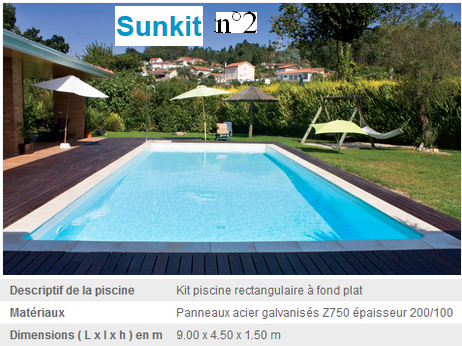 Sunkit n°2
Descriptif de la piscine Kit piscine rectangulaire à fond plat
Matériaux Panneaux acier galvanisés Z750 épaisseur 200/100
Dimensions ( L x l x h ) en m 9.00 x 4.50 x 1.50 m